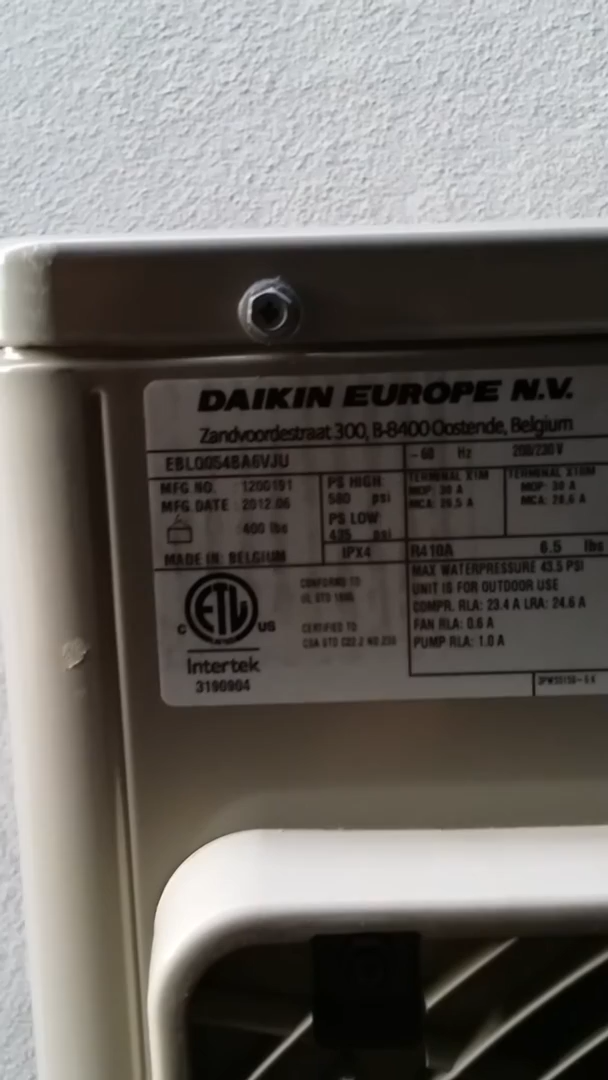 DAIKIN EUROPE N.V.
Zandvoordestraat 300, B-8400 Oostende, Belgium
EBLQ054BA6VJU
~ 60 Hz 208/230 V
MFG NO. 1200191
MFG DATE 2012.06
400 lbs
MADE IN: BELGIUM
PS HIGH
580 psi
PS LOW
435 psi
IPX4
TERMINAL X1M
MOP: 30 A
MCA: 26.5 A
TERMINAL X10M
MOP: 30 A
MCA: 26.6 A
R410A 6.5 lbs
MAX WATERPRESSURE 43.5 PSI
UNIT IS FOR OUTDOOR USE
COMPR. RLA: 23.4 A LRA: 24.6 A
FAN RLA: 0.6 A
PUMP RLA: 1.0 A
C ETL US
Intertek
3190904
CONFORMS TO
UL STD 1995
CERTIFIED TO
CSA STD C22.2 NO 236